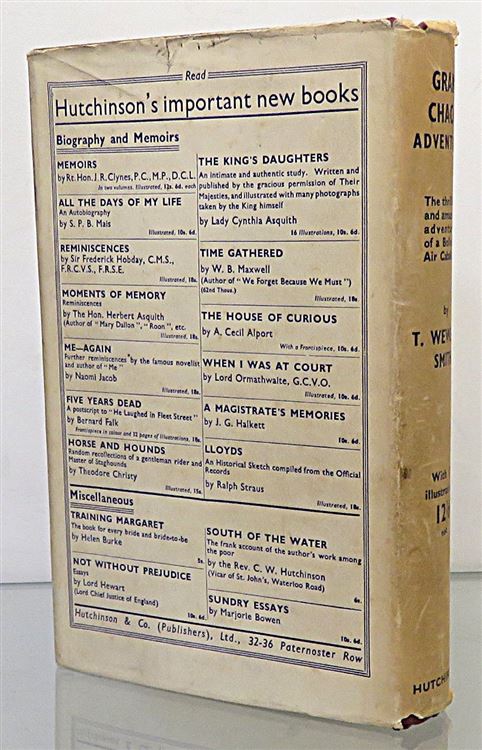 Read
Hutchinson's important new books
Biography and Memoirs
MEMOIRS
by Rt. Hon. J. R. Clynes, P.C., M.P., D.C.L.
In two volumes. Illustrated, 12s. 6d. each
ALL THE DAYS OF MY LIFE
An Autobiography
by S. P. B. Mais
Illustrated, 10s. 6d.
REMINISCENCES
by Sir Frederick Hobday, C.M.S.,
F.R.C.V.S., F.R.S.E.
Illustrated, 18s.
MOMENTS OF MEMORY
Reminiscences
by The Hon. Herbert Asquith
(Author of "Mary Dallon", "Roon", etc.
Illustrated, 18s.
ME—AGAIN
Further reminiscences by the famous novelist
and author of "Me"
by Naomi Jacob
Illustrated, 18s.
FIVE YEARS DEAD
A postscript to "He Laughed in Fleet Street"
by Bernard Falk
Frontispiece in colour and 32 pages of illustrations, 18s.
HORSE AND HOUNDS
Random recollections of a gentleman rider and
Master of Staghounds
by Theodore Christy
Illustrated, 15s.
THE KING'S DAUGHTERS
An intimate and authentic study. Written and
published by the gracious permission of Their
Majesties, and illustrated with many photographs
taken by the King himself
by Lady Cynthia Asquith
16 illustrations, 10s. 6d.
TIME GATHERED
by W. B. Maxwell
(Author of "We Forget Because We Must")
(62nd Thous.)
Illustrated, 18s.
THE HOUSE OF CURIOUS
by A. Cecil Alport
With a Frontispiece, 10s. 6d.
WHEN I WAS AT COURT
by Lord Ormathwaite, G.C.V.O.
Illustrated, 10s. 6d.
A MAGISTRATE'S MEMORIES
by J. G. Halkett
10s. 6d.
LLOYDS
An Historical Sketch compiled from the Official
Records
by Ralph Straus
Illustrated, 18s.
Miscellaneous
TRAINING MARGARET
The book for every bride and bride-to-be
by Helen Burke
5s.
NOT WITHOUT PREJUDICE
Essays
by Lord Hewart
(Lord Chief Justice of England)
10s. 6d.
SOUTH OF THE WATER
The frank account of the author's work among
the poor
by the Rev. C. W. Hutchinson
(Vicar of St. John's, Waterloo Road)
6s.
SUNDRY ESSAYS
by Marjorie Bowen
10s. 6d.
Hutchinson & Co. (Publishers), Ltd., 32-36 Paternoster Row
GRAN
CHAC
ADVENT
The thri
and ama
adventu
of a Bol
Air C
by
T. WEW
SMIT
With
illustra
12
HUTCHIN